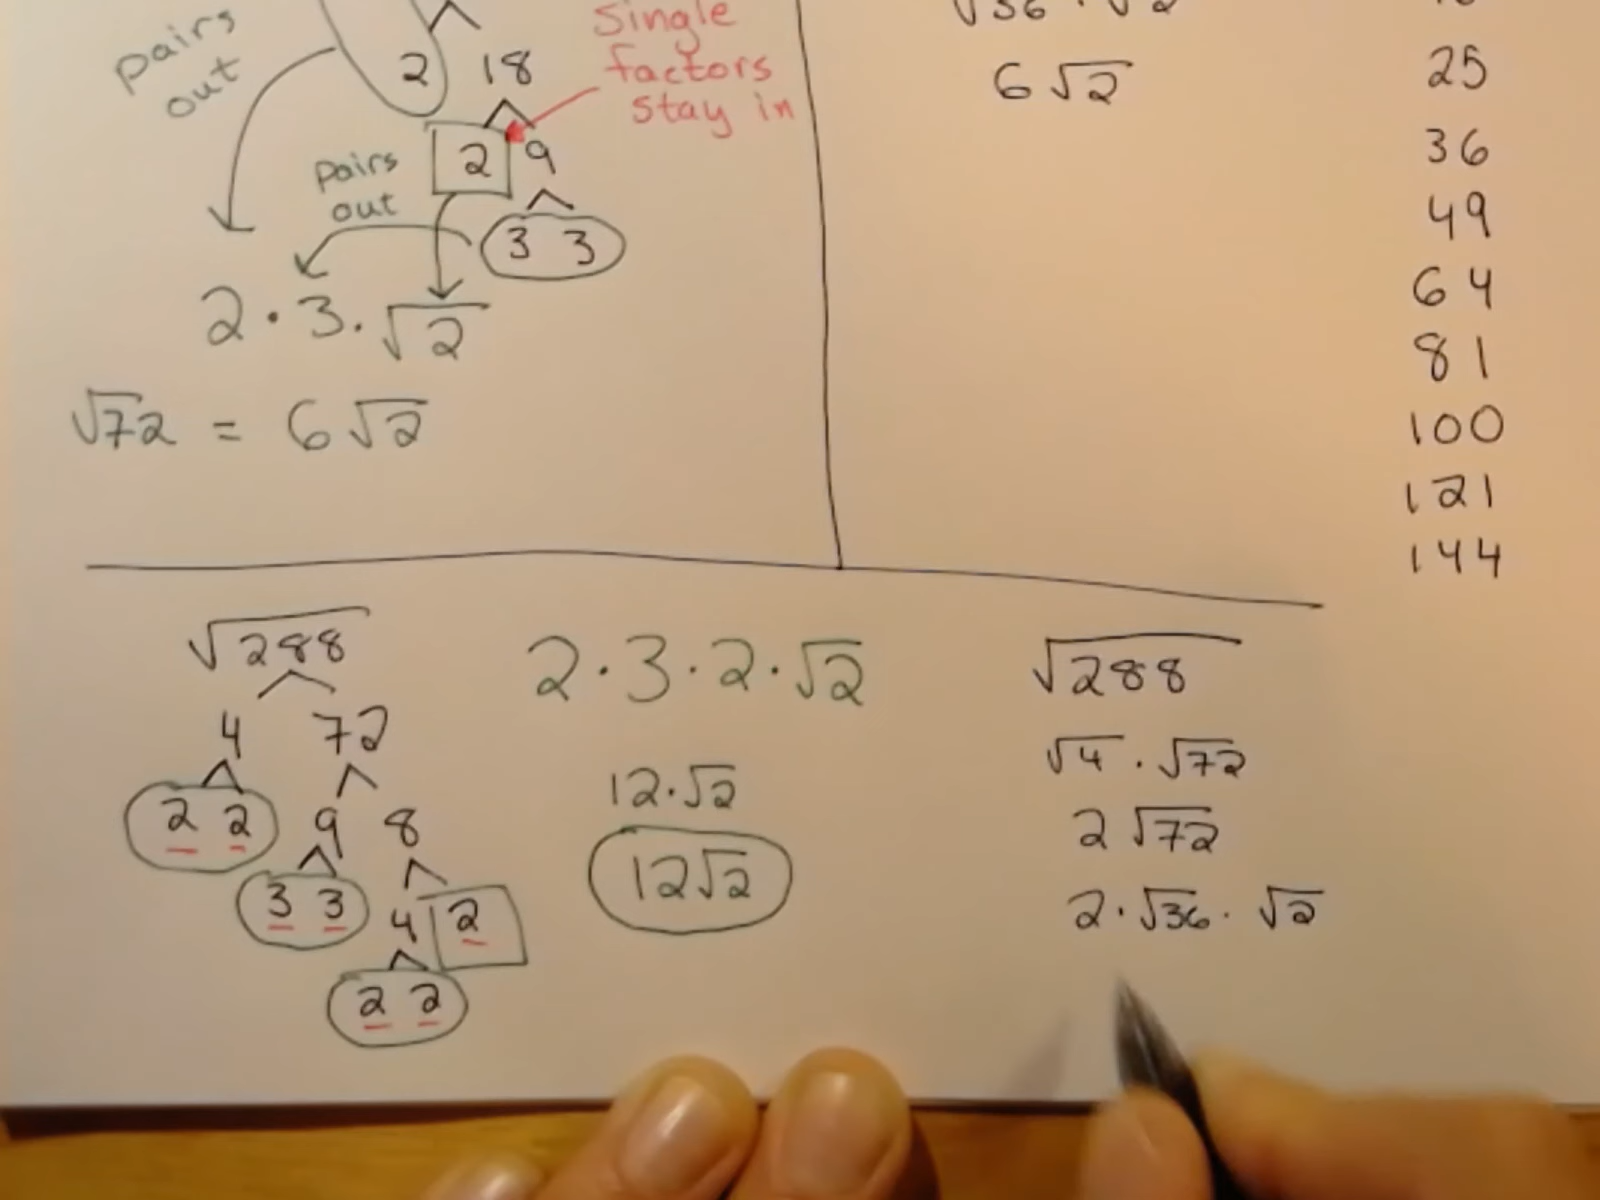 pairs
out
2 18
Single
factors
stay in
2 9
pairs
out
3 3
2 · 3 · √2
√72 = 6√2
√36 · √2
6√2
25
36
49
64
81
100
121
144
√288
4 72
2 2 9 8
3 3 4 2
2 2
2 · 3 · 2 · √2
12 · √2
12√2
√288
√4 · √72
2 √72
2 · √36 · √2